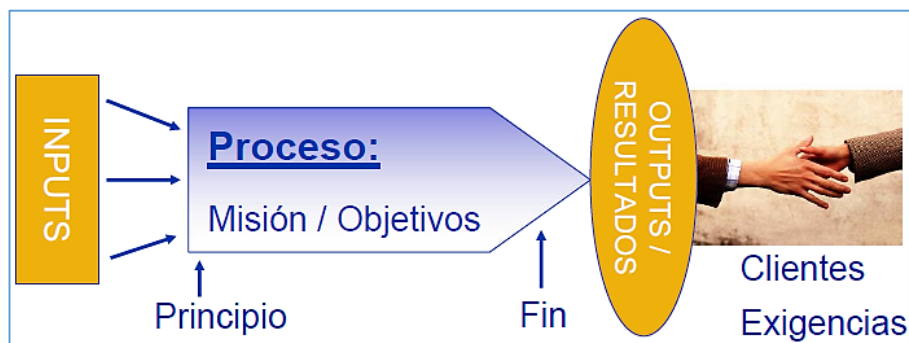 INPUTS
Proceso:
Misión / Objetivos
Principio
Fin
OUTPUTS /
RESULTADOS
Clientes
Exigencias